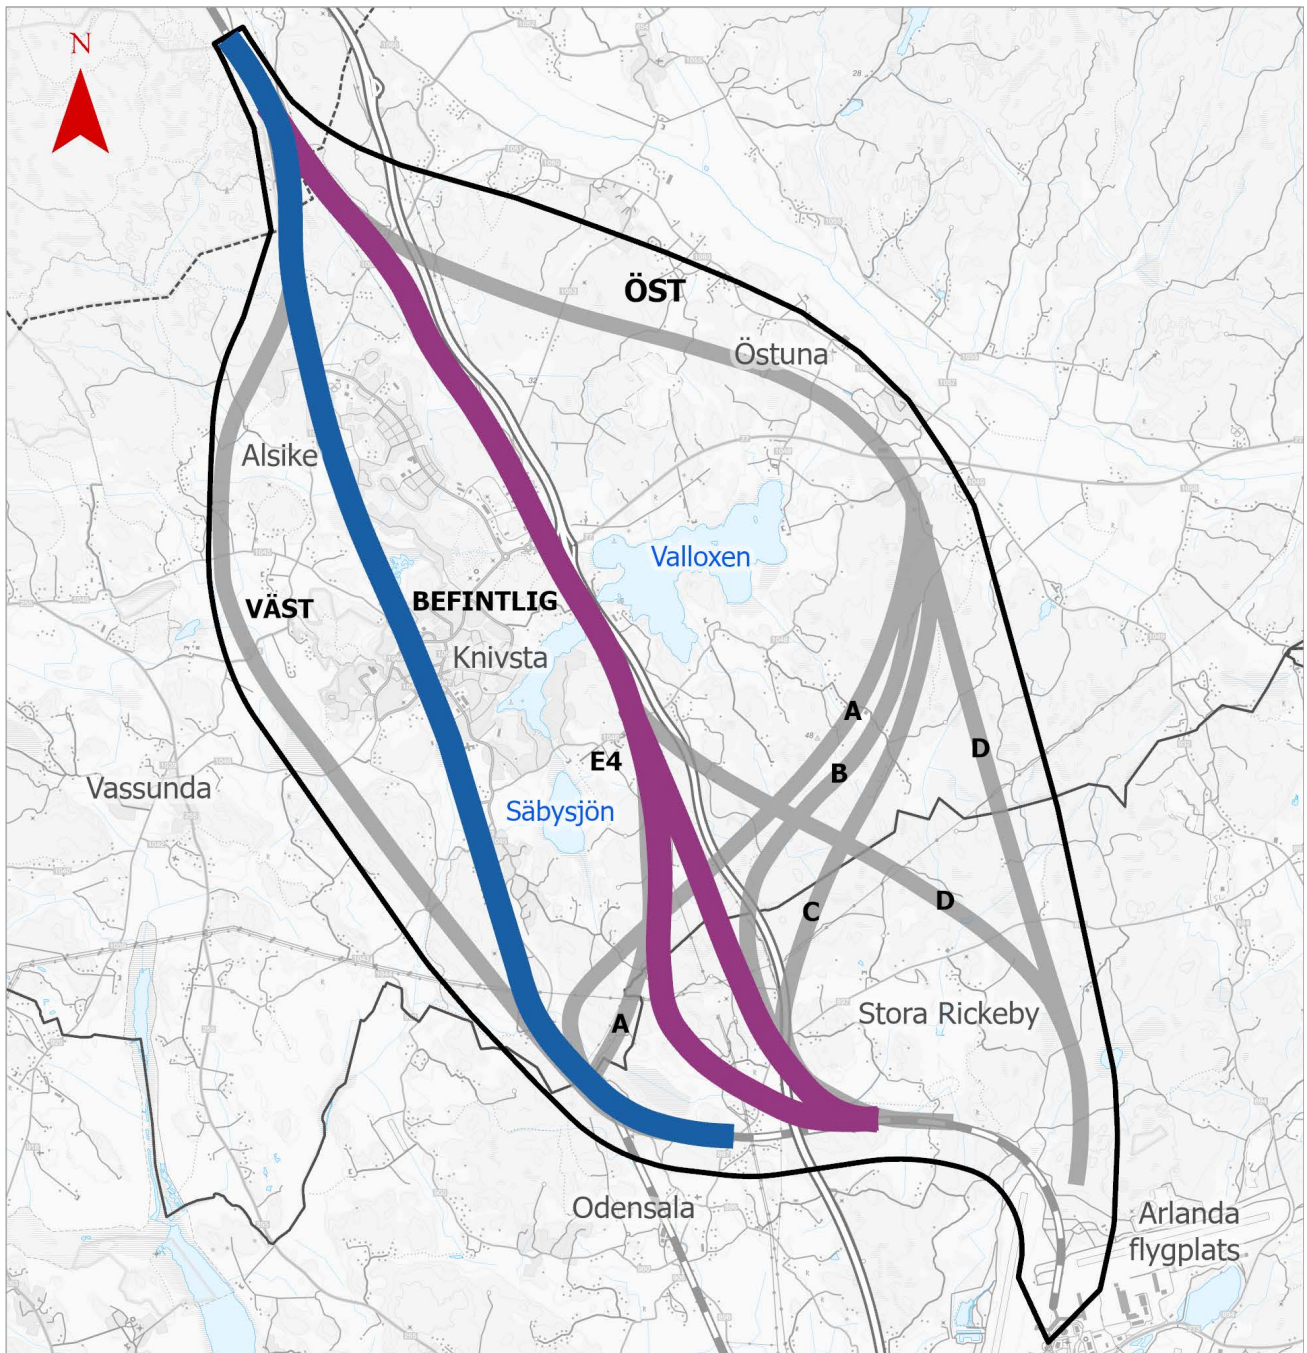 N
ÖST
Östuna
Alsike
Valloxen
VÄST
BEFINTLIG
Knivsta
A
D
E4
B
Vassunda
Säbysjön
D
C
Stora Rickeby
A
Odensala
Arlanda
flygplats